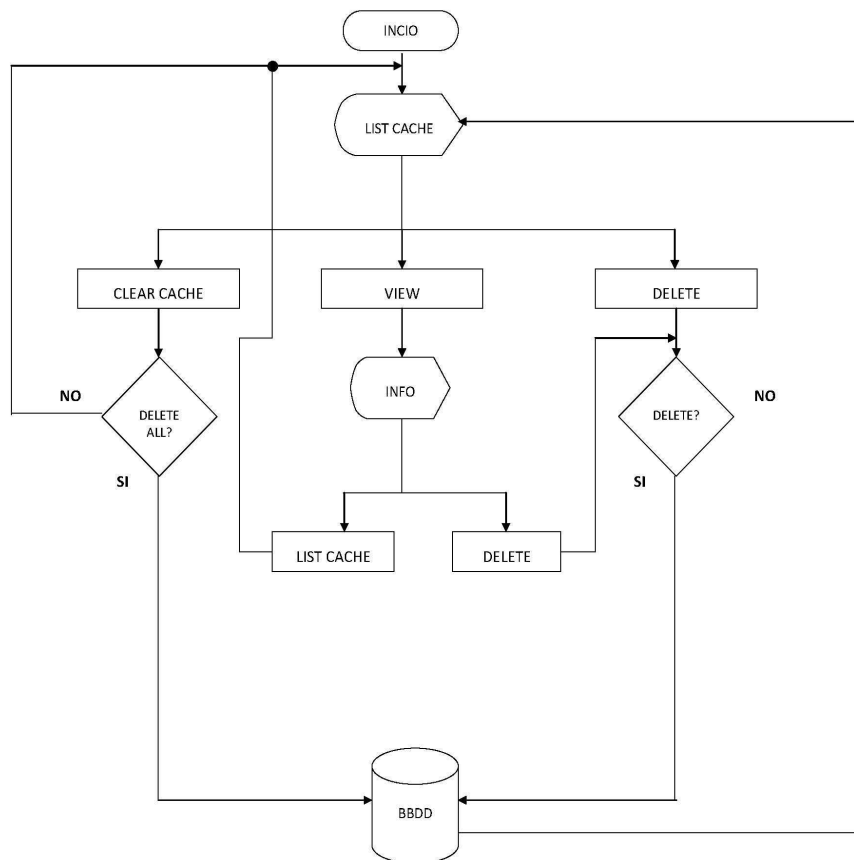 INCIO
LIST CACHE
CLEAR CACHE
VIEW
DELETE
NO
DELETE
ALL?
SI
INFO
DELETE?
NO
SI
LIST CACHE
DELETE
BBDD